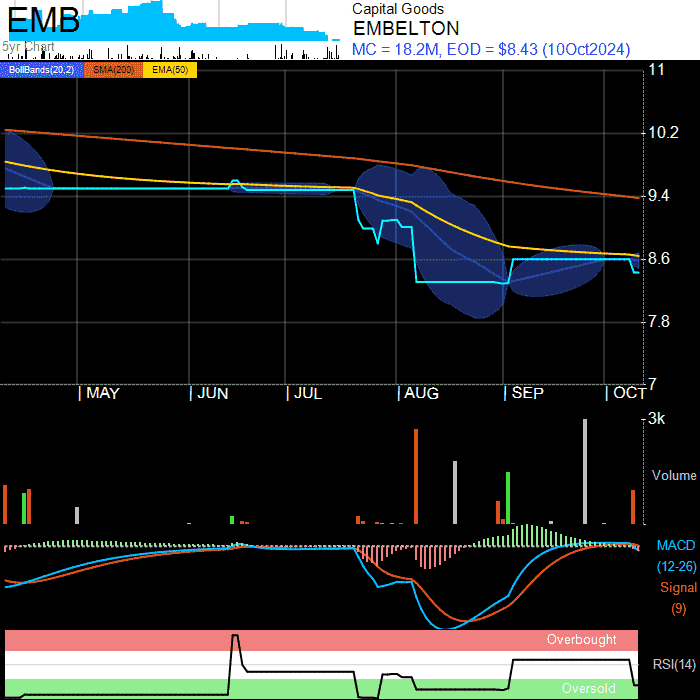 EMB
5yr Chart
Capital Goods
EMBELTON
MC = 18.2M, EOD = $8.43 (10Oct2024)
BollBands(20,2) SMA(200) EMA(50)
11
10.2
9.4
8.6
7.8
7
| MAY | JUN | JUL | AUG | SEP | OCT
3k
Volume
MACD
(12-26)
Signal
(9)
Overbought
RSI(14)
Oversold